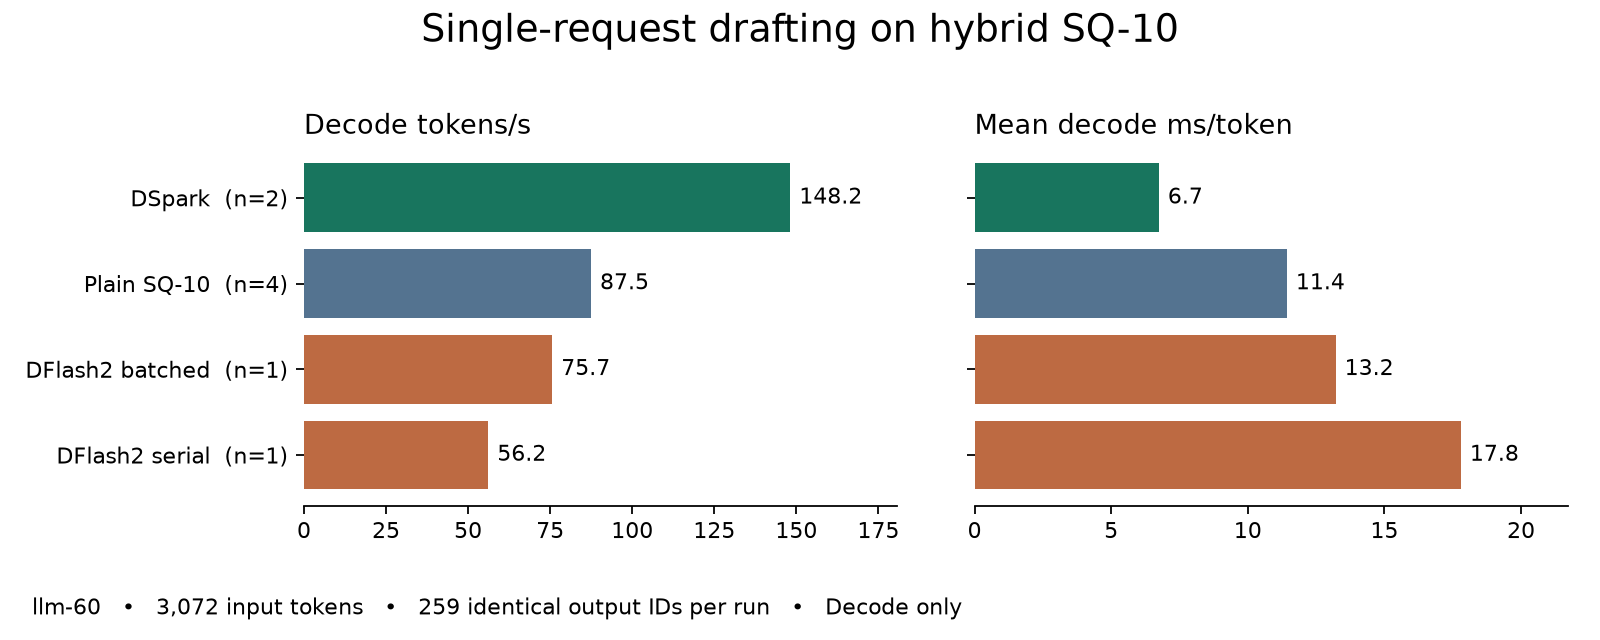 Single-request drafting on hybrid SQ-10
Decode tokens/s
DSpark (n=2)
148.2
Plain SQ-10 (n=4)
87.5
DFlash2 batched (n=1)
75.7
DFlash2 serial (n=1)
56.2
0 25 50 75 100 125 150 175
Mean decode ms/token
6.7
11.4
13.2
17.8
0 5 10 15 20
llm-60 • 3,072 input tokens • 259 identical output IDs per run • Decode only